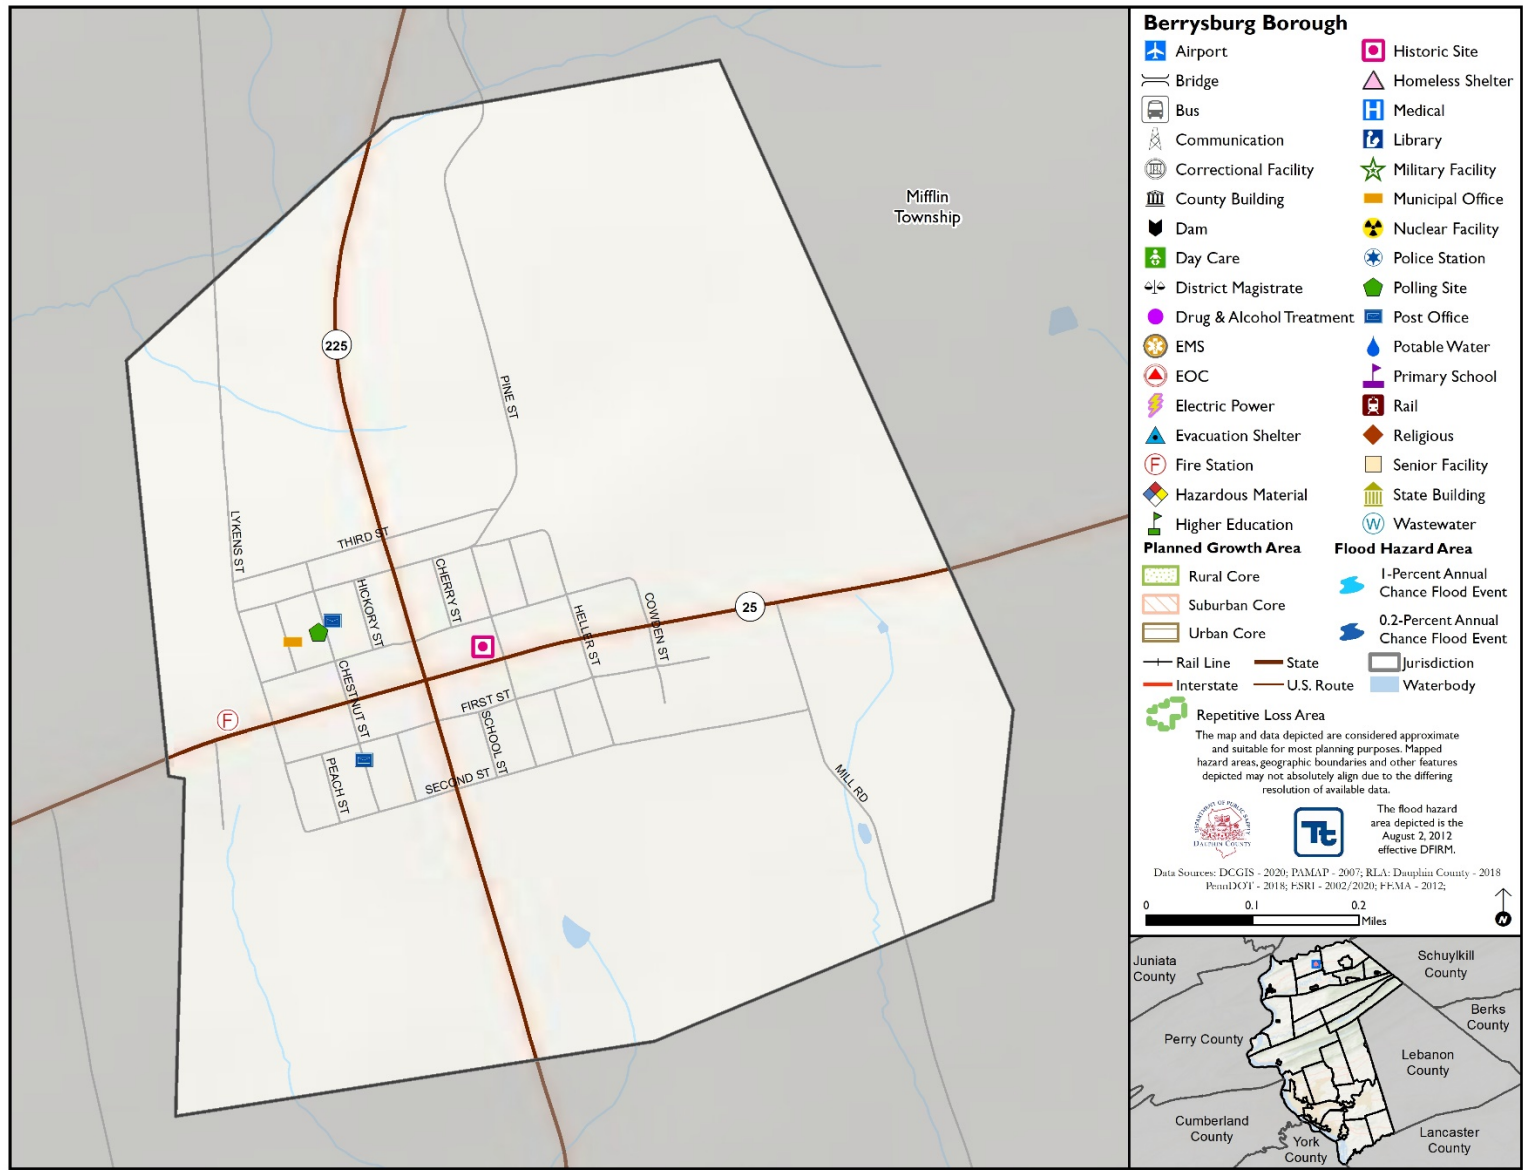 Mifflin
Township
225
PINE ST
LYKENS ST
THIRD ST
HICKORY ST
CHERRY ST
25
HELLER ST
COWDEN ST
CHESTNUT ST
F
FIRST ST
SCHOOL ST
PEACH ST
SECOND ST
MILL RD
Berrysburg Borough
Airport
Bridge
Bus
Communication
Correctional Facility
County Building
Dam
Day Care
District Magistrate
Drug & Alcohol Treatment
EMS
EOC
Electric Power
Evacuation Shelter
F Fire Station
Hazardous Material
Higher Education
Historic Site
Homeless Shelter
H Medical
Library
Military Facility
Municipal Office
Nuclear Facility
Police Station
Polling Site
Post Office
Potable Water
Primary School
Rail
Religious
Senior Facility
State Building
W Wastewater
Planned Growth Area
Rural Core
Suburban Core
Urban Core
Flood Hazard Area
1-Percent Annual
Chance Flood Event
0.2-Percent Annual
Chance Flood Event
Rail Line State Jurisdiction
Interstate U.S. Route Waterbody
Repetitive Loss Area
The map and data depicted are considered approximate
and suitable for most planning purposes. Mapped
hazard areas, geographic boundaries and other features
depicted may not absolutely align due to the differing
resolution of available data.
DEPARTMENT OF PUBLIC SAFETY
DAUPHIN COUNTY
Tt
The flood hazard
area depicted is the
August 2, 2012
effective DFIRM.
Data Sources: DCGIS - 2020; PAMAP - 2007; RLA: Dauphin County - 2018
PennDOT - 2018; ESRI - 2002/2020; FEMA - 2012;
0 0.1 0.2
Miles
N
Juniata
County
Schuylkill
County
Berks
County
Perry County
Lebanon
County
Cumberland
County
York
County
Lancaster
County